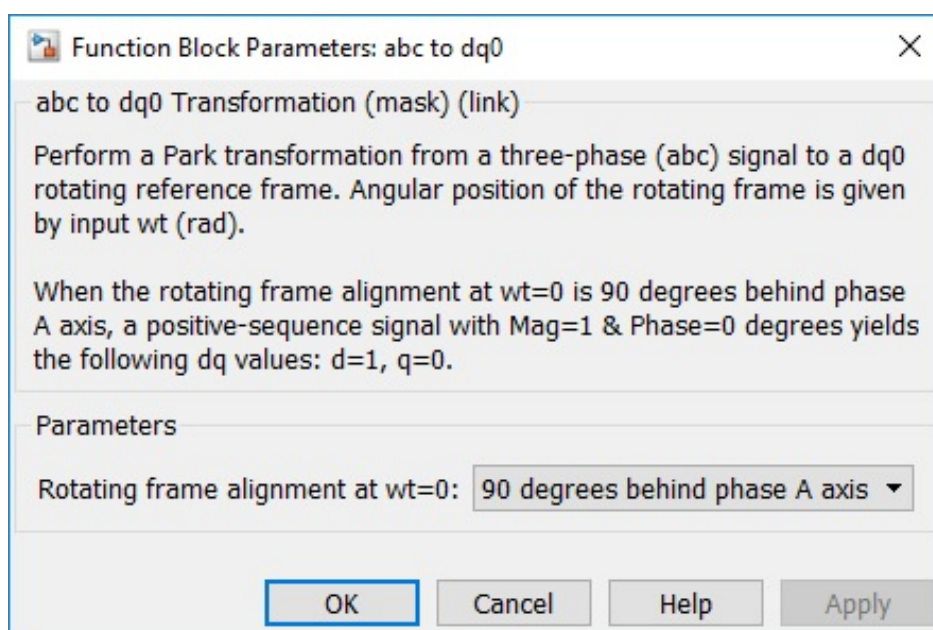 Function Block Parameters: abc to dq0
abc to dq0 Transformation (mask) (link)
Perform a Park transformation from a three-phase (abc) signal to a dq0
rotating reference frame. Angular position of the rotating frame is given
by input wt (rad).
When the rotating frame alignment at wt=0 is 90 degrees behind phase
A axis, a positive-sequence signal with Mag=1 & Phase=0 degrees yields
the following dq values: d=1, q=0.
Parameters
Rotating frame alignment at wt=0: 90 degrees behind phase A axis
OK Cancel Help Apply